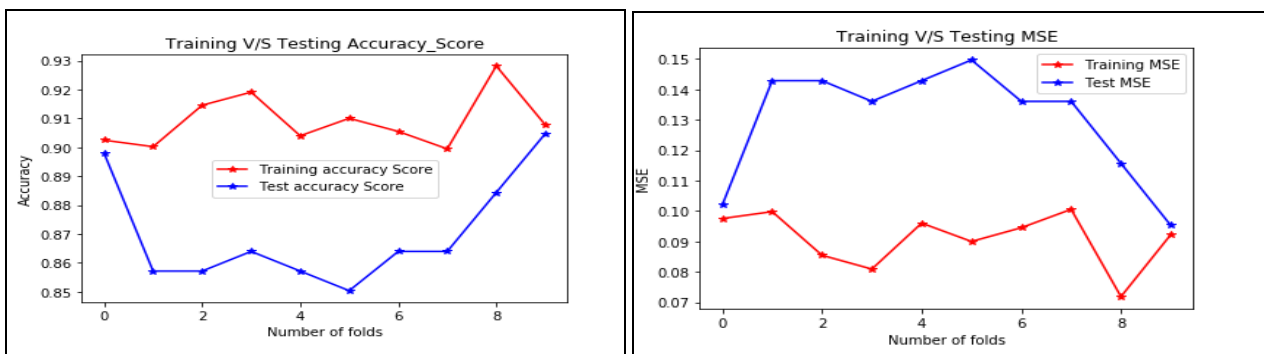 Training V/S Testing Accuracy_Score
0.93
0.92
0.91
0.90
0.89
0.88
0.87
0.86
0.85
Accuracy
Training accuracy Score
Test accuracy Score
0 2 4 6 8
Number of folds
Training V/S Testing MSE
0.15
0.14
0.13
0.12
0.11
0.10
0.09
0.08
0.07
MSE
Training MSE
Test MSE
0 2 4 6 8
Number of folds